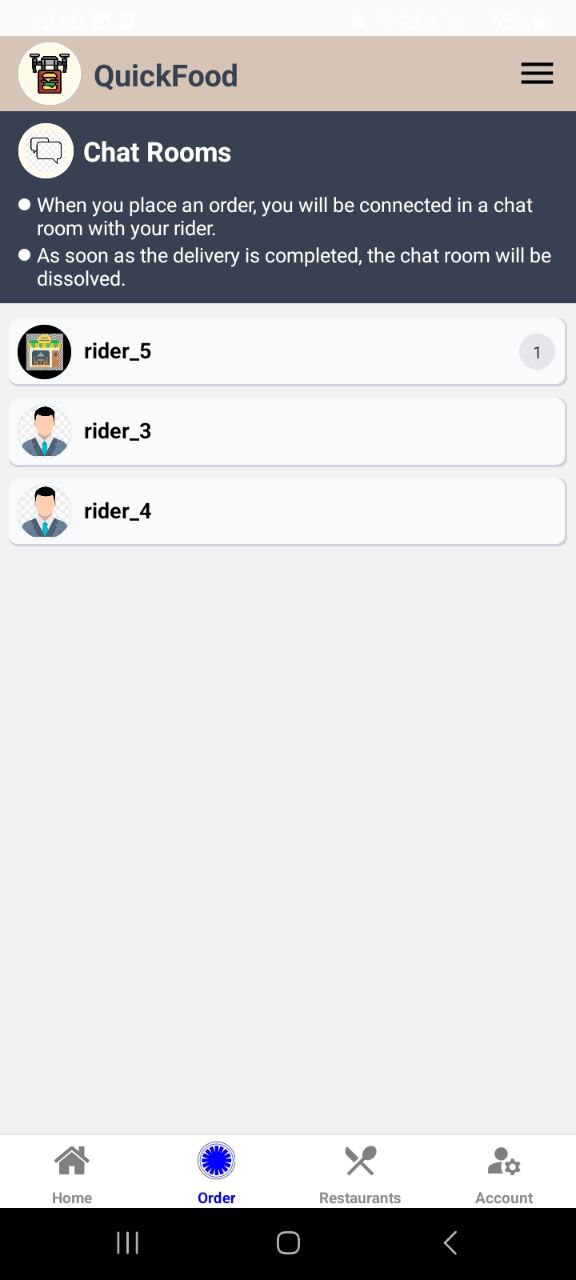 12:00 55%
QuickFood
Chat Rooms
When you place an order, you will be connected in a chat
room with your rider.
As soon as the delivery is completed, the chat room will be
dissolved.
rider_5 1
rider_3
rider_4
Home Order Restaurants Account